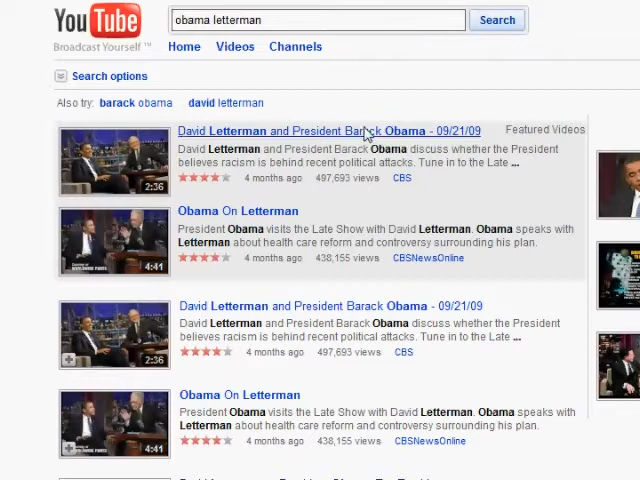 YouTube
Broadcast Yourself ™
obama letterman
Search
Home Videos Channels
Search options
Also try: barack obama david letterman
David Letterman and President Barack Obama - 09/21/09 Featured Videos
David Letterman and President Barack Obama discuss whether the President
believes racism is behind recent political attacks. Tune in to the Late ...
2:36
4 months ago 497,693 views CBS
Obama On Letterman
President Obama visits the Late Show with David Letterman. Obama speaks with
Letterman about health care reform and controversy surrounding his plan.
4:41
4 months ago 438,155 views CBSNewsOnline
David Letterman and President Barack Obama - 09/21/09
David Letterman and President Barack Obama discuss whether the President
believes racism is behind recent political attacks. Tune in to the Late ...
2:36
4 months ago 497,693 views CBS
Obama On Letterman
President Obama visits the Late Show with David Letterman. Obama speaks with
Letterman about health care reform and controversy surrounding his plan.
4:41
4 months ago 438,155 views CBSNewsOnline